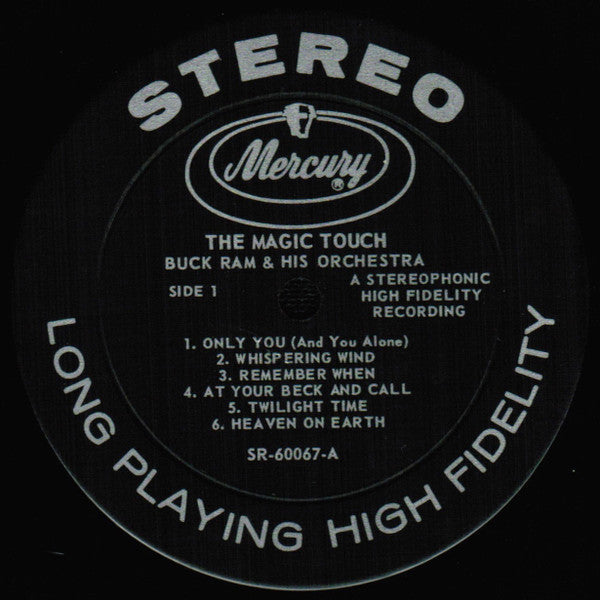 STEREO
Mercury®
THE MAGIC TOUCH
BUCK RAM & HIS ORCHESTRA
SIDE 1
A STEREOPHONIC
HIGH FIDELITY
RECORDING
1. ONLY YOU (And You Alone)
2. WHISPERING WIND
3. REMEMBER WHEN
4. AT YOUR BECK AND CALL
5. TWILIGHT TIME
6. HEAVEN ON EARTH
SR-60067-A
LONG PLAYING HIGH FIDELITY